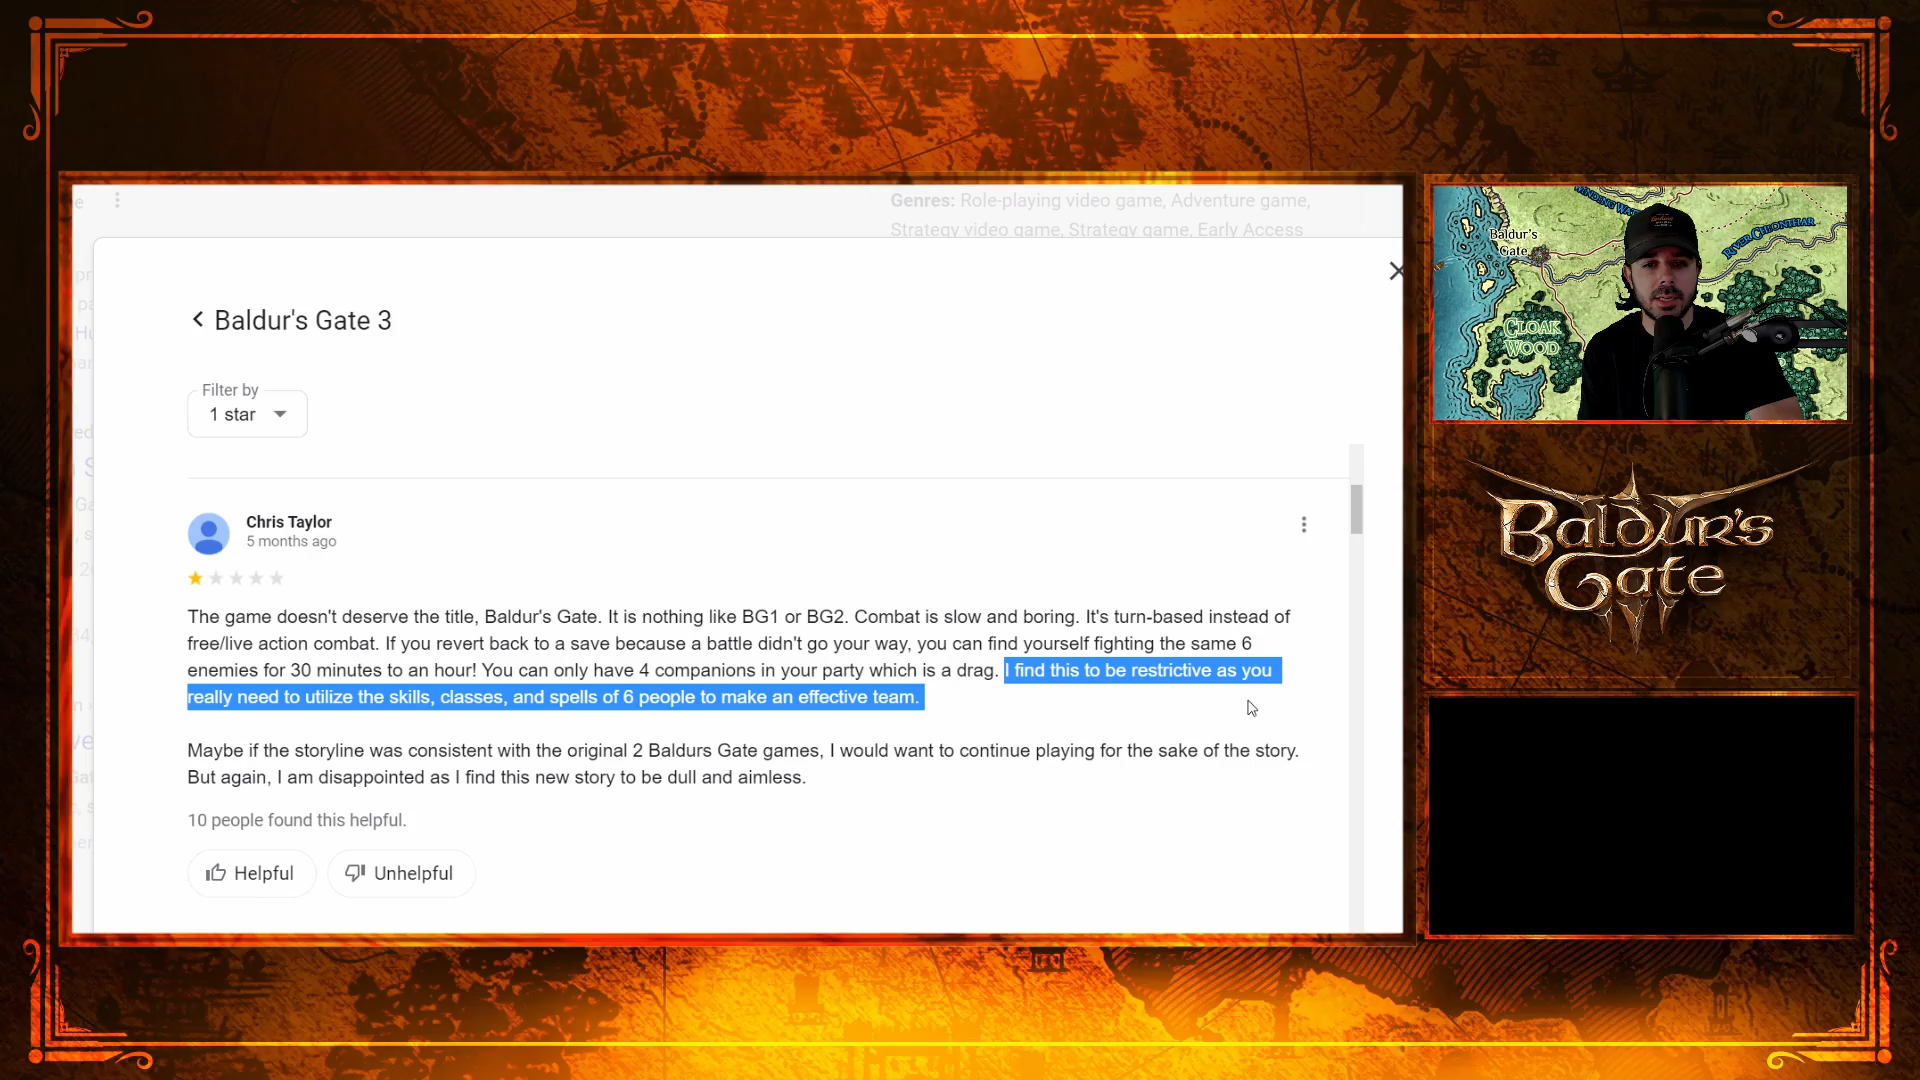 Genres: Role-playing video game, Adventure game,
Strategy video game, Strategy game, Early Access
Baldur's Gate 3
Filter by
1 star
Chris Taylor
5 months ago
The game doesn't deserve the title, Baldur's Gate. It is nothing like BG1 or BG2. Combat is slow and boring. It's turn-based instead of
free/live action combat. If you revert back to a save because a battle didn't go your way, you can find yourself fighting the same 6
enemies for 30 minutes to an hour! You can only have 4 companions in your party which is a drag. I find this to be restrictive as you
really need to utilize the skills, classes, and spells of 6 people to make an effective team.
Maybe if the storyline was consistent with the original 2 Baldurs Gate games, I would want to continue playing for the sake of the story.
But again, I am disappointed as I find this new story to be dull and aimless.
10 people found this helpful.
Helpful
Unhelpful
Baldur's
Gate
RIVER CHIONTHAR
CLOAK
WOOD
Baldur's
Gate